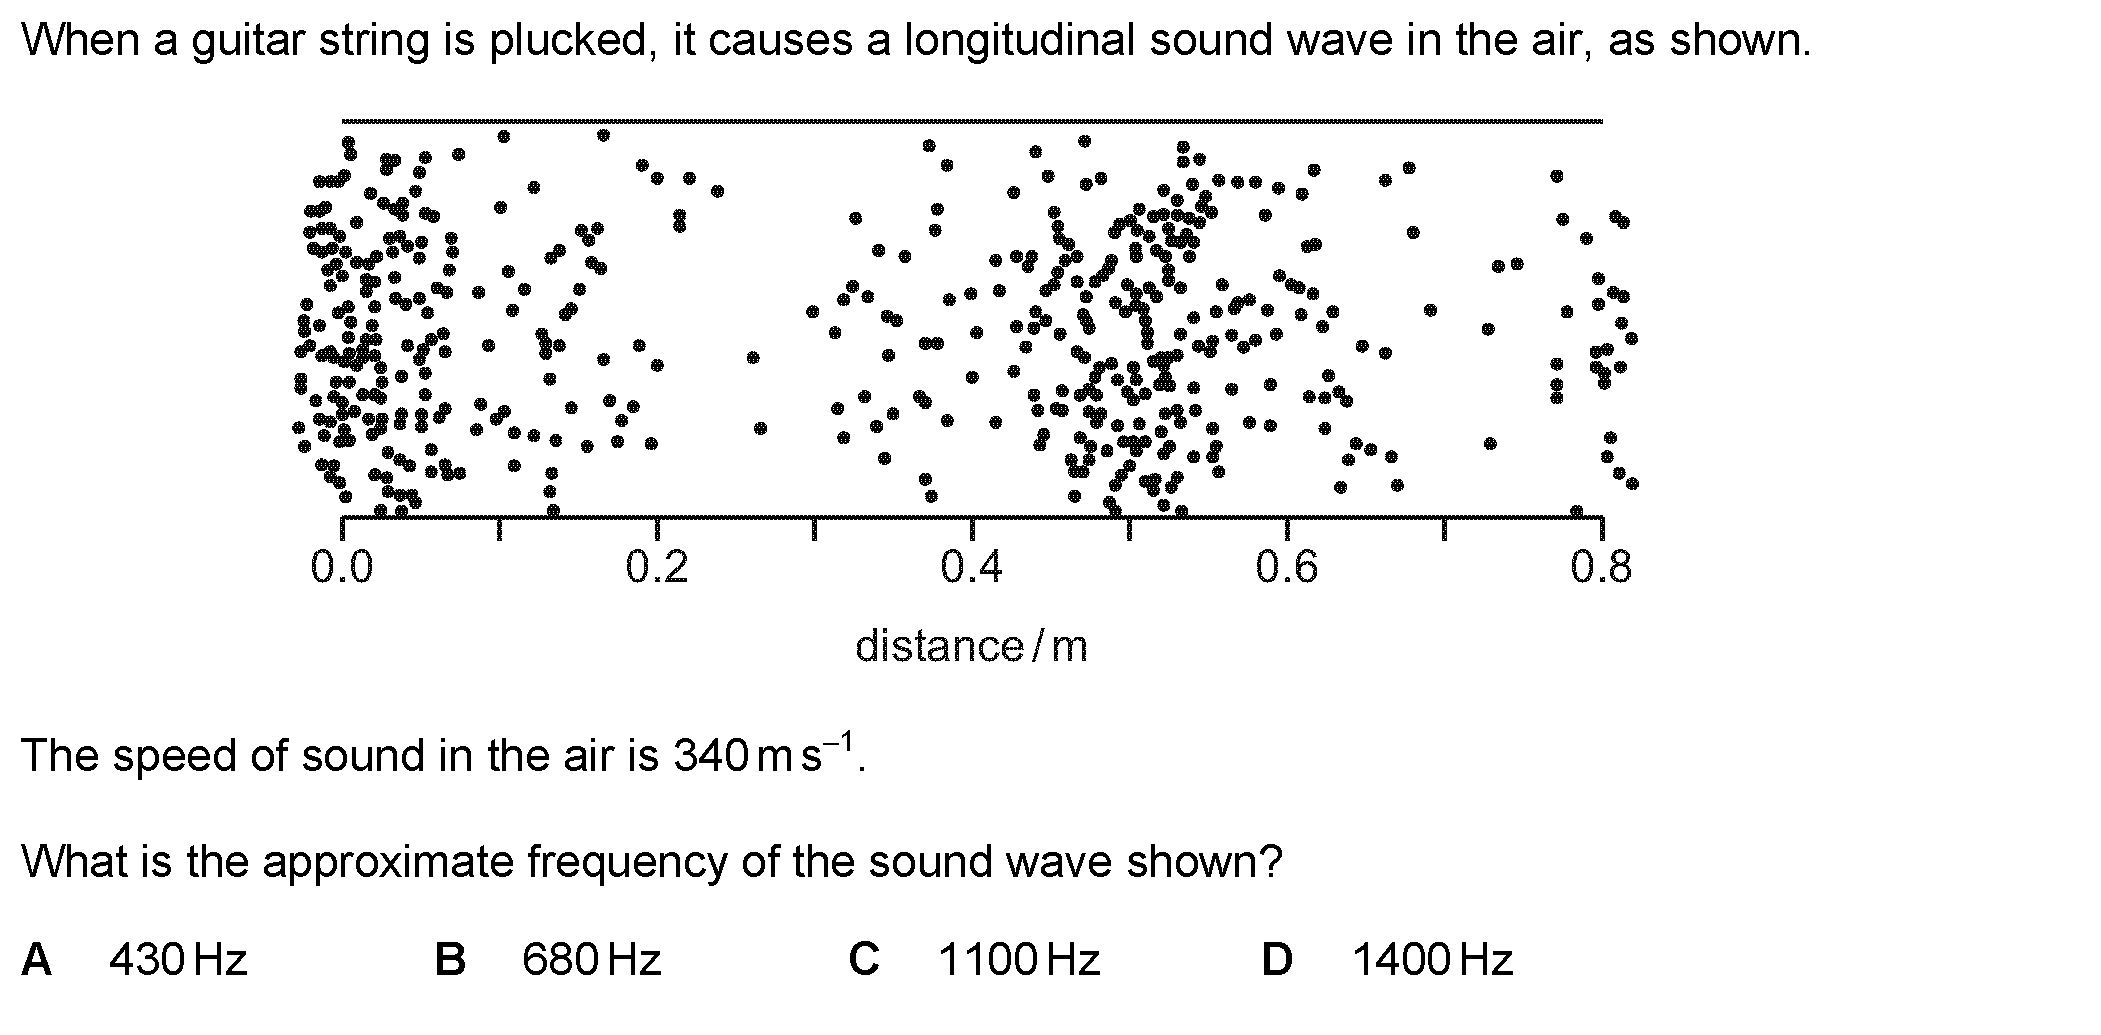 When a guitar string is plucked, it causes a longitudinal sound wave in the air, as shown.
0.0 0.2 0.4 0.6 0.8
distance / m
The speed of sound in the air is 340 m s⁻¹.
What is the approximate frequency of the sound wave shown?
A 430 Hz B 680 Hz C 1100 Hz D 1400 Hz